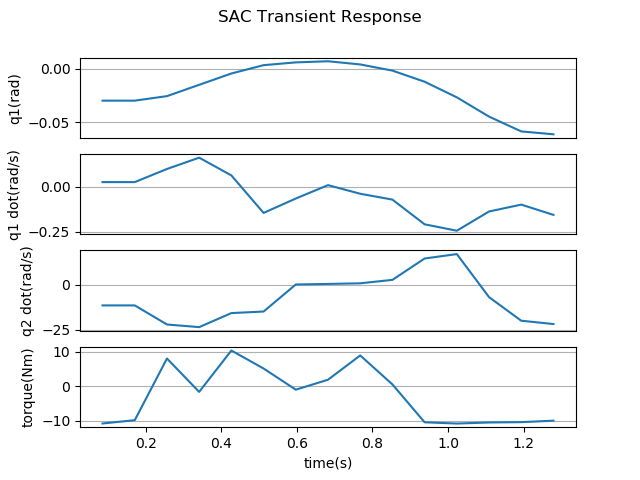 SAC Transient Response
q1(rad)
0.00
−0.05
q1 dot(rad/s)
0.00
−0.25
q2 dot(rad/s)
0
−25
torque(Nm)
10
0
−10
0.2 0.4 0.6 0.8 1.0 1.2
time(s)